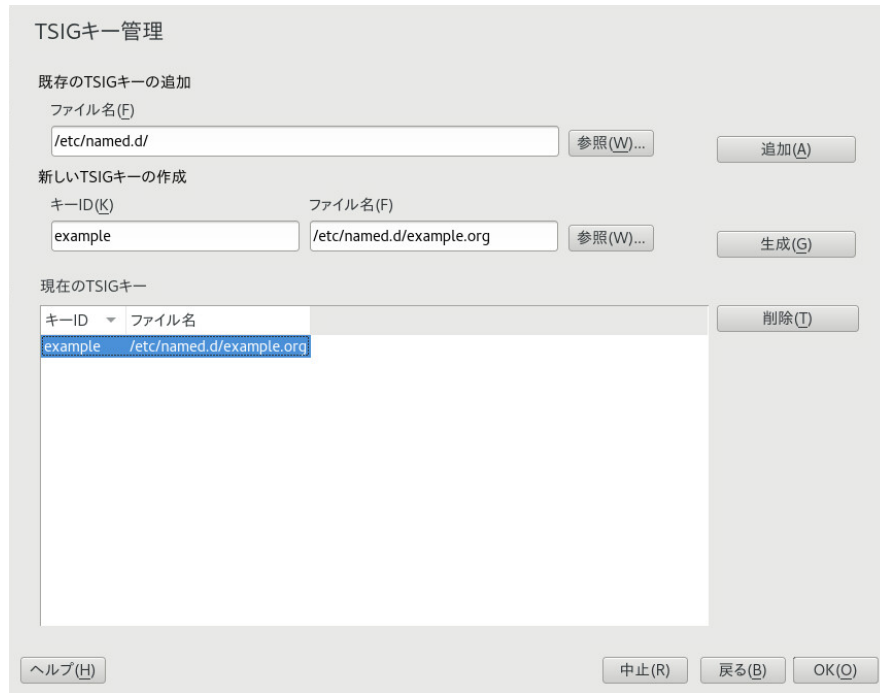 TSIGキー管理
既存のTSIGキーの追加
ファイル名(F)
/etc/named.d/ 参照(W)... 追加(A)
新しいTSIGキーの作成
キーID(K) ファイル名(F)
example /etc/named.d/example.org 参照(W)... 生成(G)
現在のTSIGキー
キーID ファイル名 削除(T)
example /etc/named.d/example.org
ヘルプ(H) 中止(R) 戻る(B) OK(O)